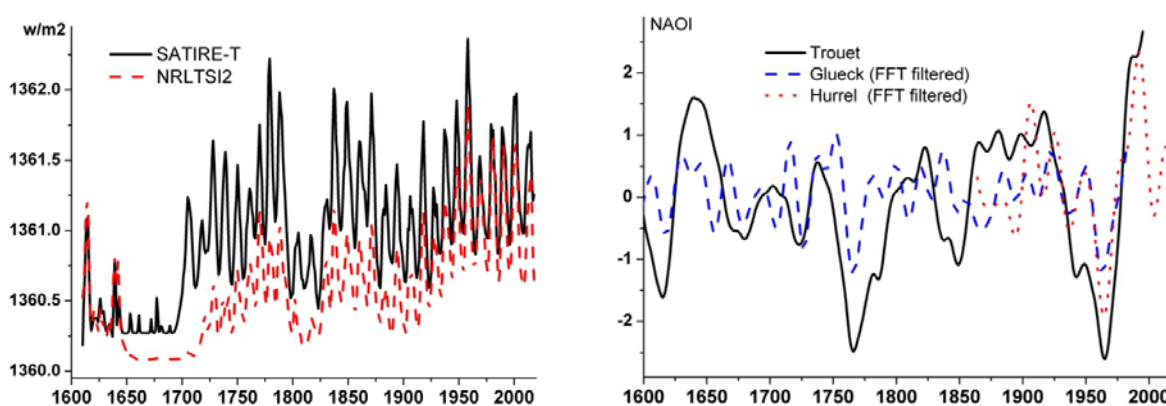 w/m2
SATIRE-T
NRLTSI2
1362.0
1361.5
1361.0
1360.5
1360.0
1600 1650 1700 1750 1800 1850 1900 1950 2000
NAOI
Trouet
Glueck (FFT filtered)
Hurrel (FFT filtered)
2
1
0
-1
-2
1600 1650 1700 1750 1800 1850 1900 1950 2000